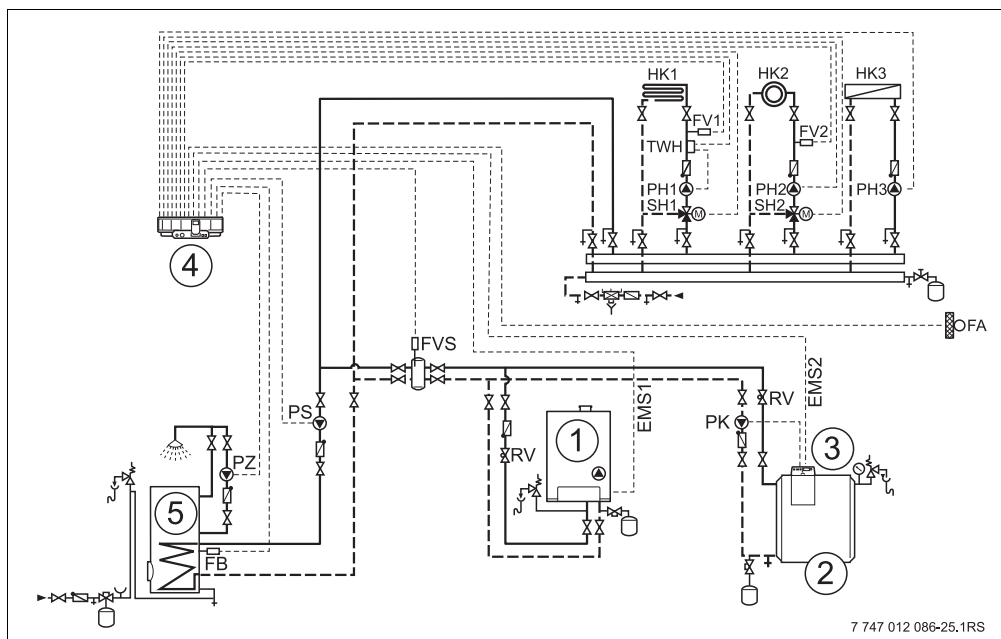 HK1
HK2
HK3
FV1
FV2
TWH
PH1
PH2
PH3
SH1
M
SH2
M
4
FA
FVS
EMS1
EMS2
PS
RV
PK
1
3
PZ
RV
5
FB
2
7 747 012 086-25.1RS